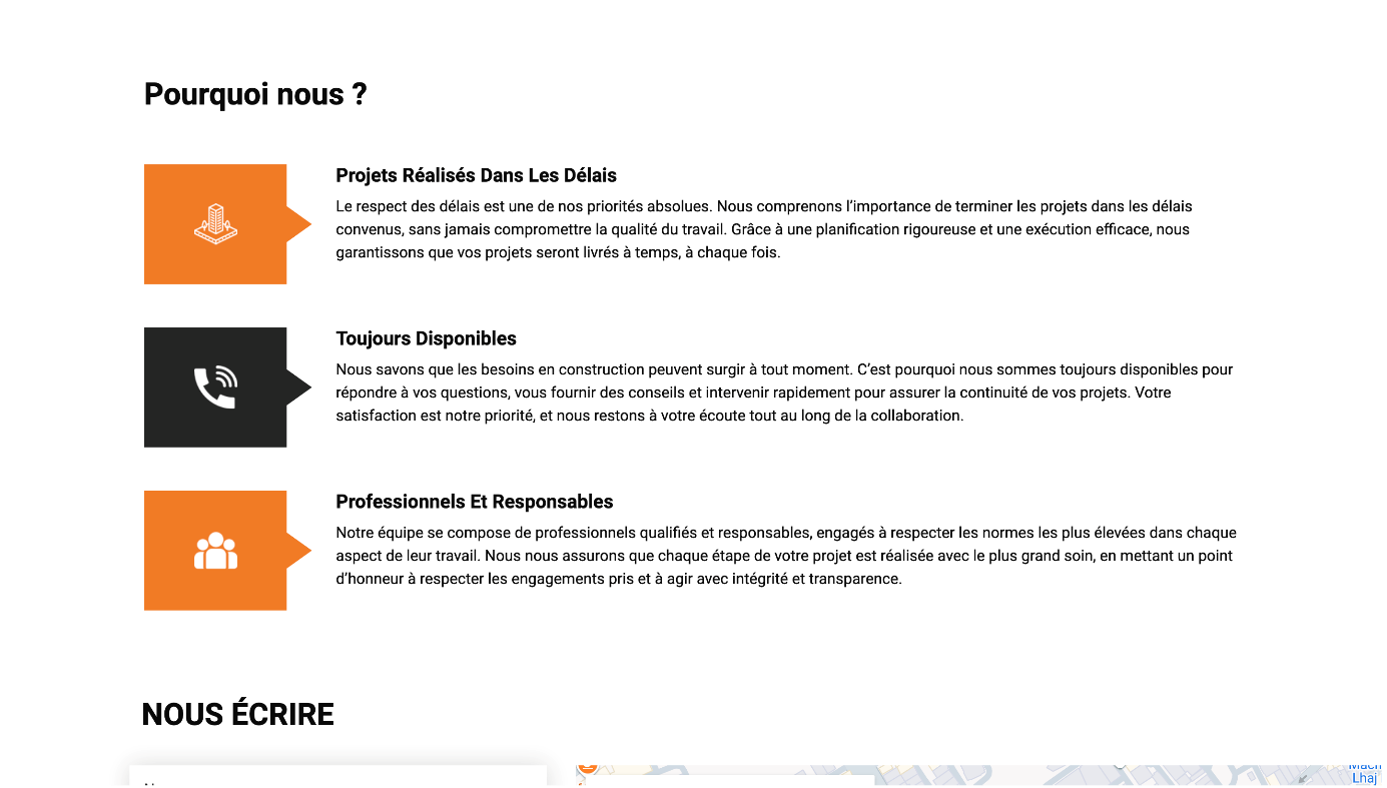 Pourquoi nous ?
Projets Réalisés Dans Les Délais
Le respect des délais est une de nos priorités absolues. Nous comprenons l’importance de terminer les projets dans les délais
convenus, sans jamais compromettre la qualité du travail. Grâce à une planification rigoureuse et une exécution efficace, nous
garantissons que vos projets seront livrés à temps, à chaque fois.
Toujours Disponibles
Nous savons que les besoins en construction peuvent surgir à tout moment. C’est pourquoi nous sommes toujours disponibles pour
répondre à vos questions, vous fournir des conseils et intervenir rapidement pour assurer la continuité de vos projets. Votre
satisfaction est notre priorité, et nous restons à votre écoute tout au long de la collaboration.
Professionnels Et Responsables
Notre équipe se compose de professionnels qualifiés et responsables, engagés à respecter les normes les plus élevées dans chaque
aspect de leur travail. Nous nous assurons que chaque étape de votre projet est réalisée avec le plus grand soin, en mettant un point
d’honneur à respecter les engagements pris et à agir avec intégrité et transparence.
NOUS ÉCRIRE
Lhaj